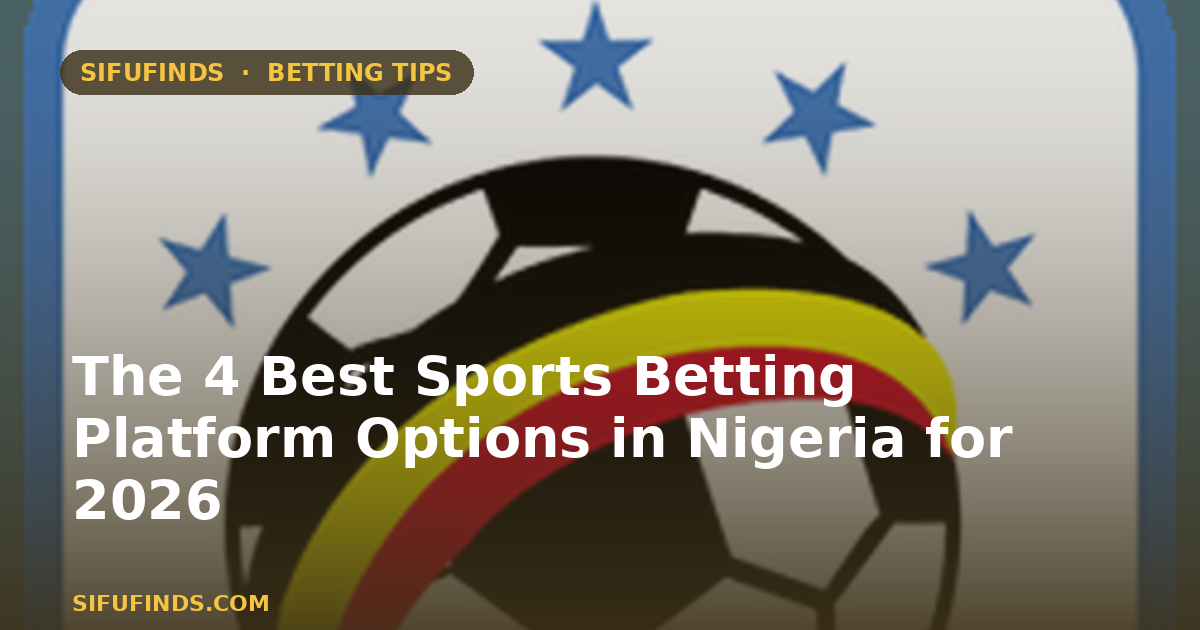 SIFUFINDS · BETTING TIPS
The 4 Best Sports Betting
Platform Options in Nigeria for
2026
SIFUFINDS.COM